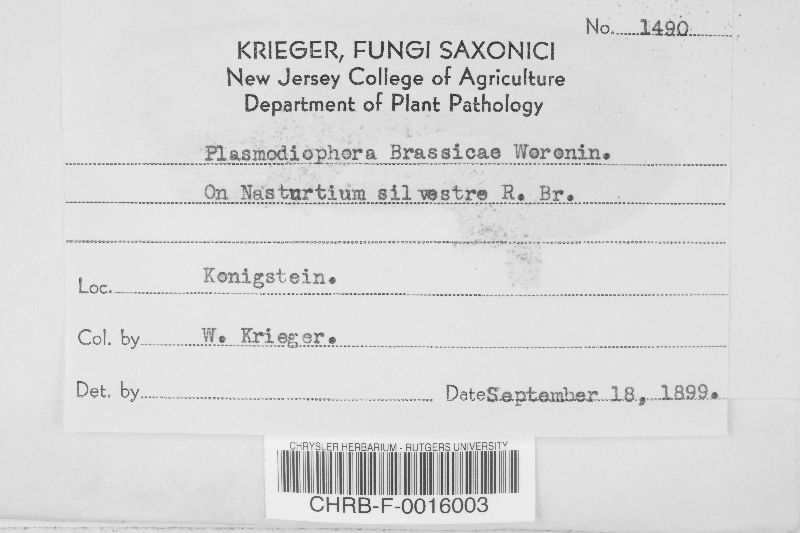 No. 1490
KRIEGER, FUNGI SAXONICI
New Jersey College of Agriculture
Department of Plant Pathology
Plasmodiophora Brassicae Woronin.
On Nasturtium silvestre R. Br.
Loc. Konigstein.
Col. by W. Krieger.
Det. by Date September 18, 1899.
CHRYSLER HERBARIUM - RUTGERS UNIVERSITY
CHRB-F-0016003